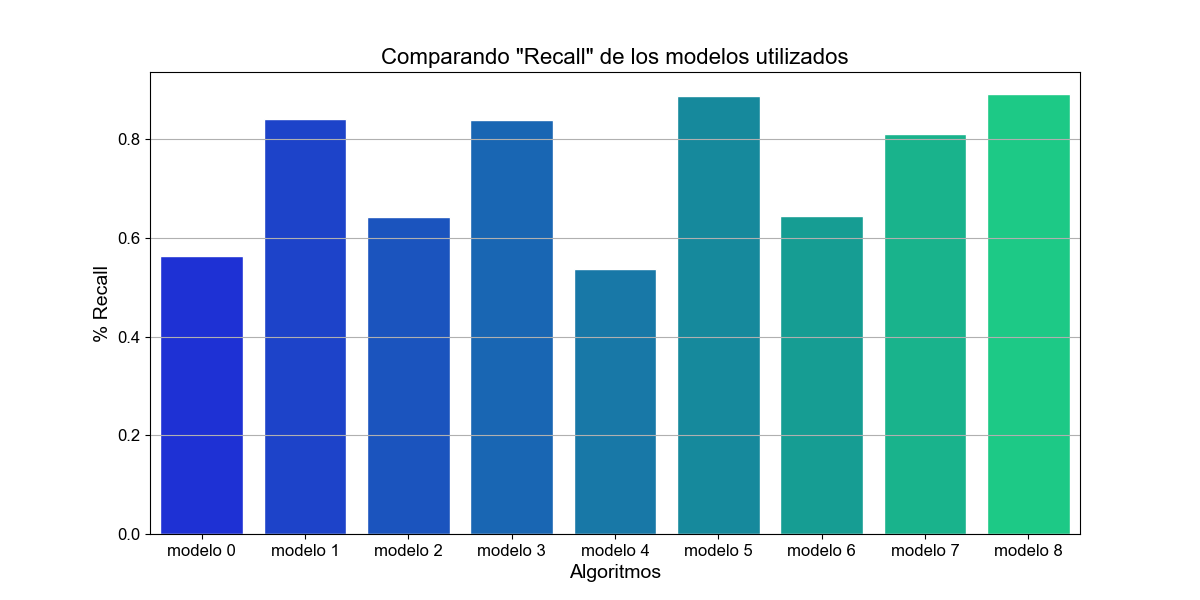 Comparando "Recall" de los modelos utilizados
% Recall
0.8
0.6
0.4
0.2
0.0
modelo 0 modelo 1 modelo 2 modelo 3 modelo 4 modelo 5 modelo 6 modelo 7 modelo 8
Algoritmos